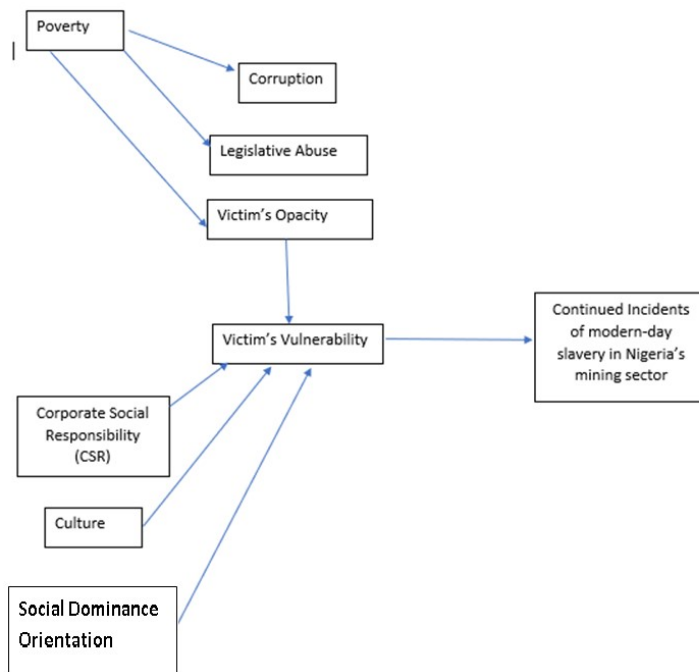 Poverty
Corruption
Legislative Abuse
Victim's Opacity
Victim's Vulnerability
Continued Incidents
of modern-day
slavery in Nigeria's
mining sector
Corporate Social
Responsibility
(CSR)
Culture
Social Dominance
Orientation